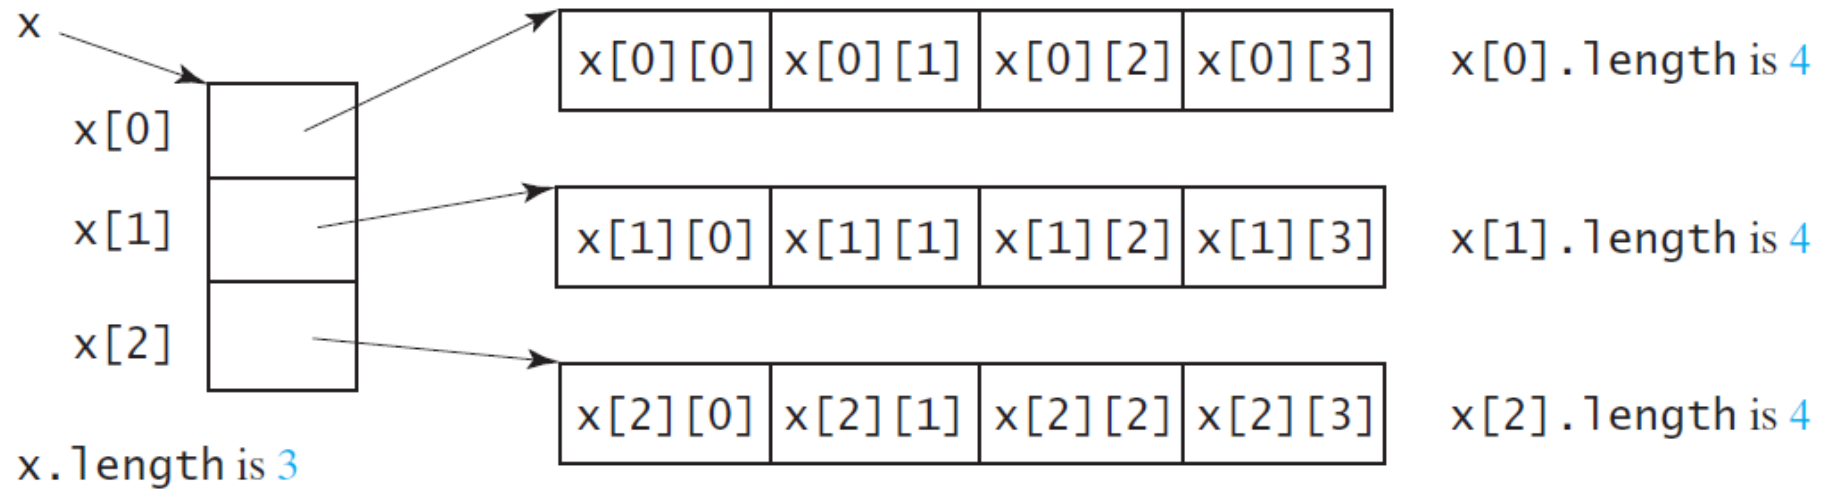 x
x[0][0] x[0][1] x[0][2] x[0][3] x[0].length is 4
x[0]
x[1]
x[1][0] x[1][1] x[1][2] x[1][3] x[1].length is 4
x[2]
x[2][0] x[2][1] x[2][2] x[2][3] x[2].length is 4
x.length is 3